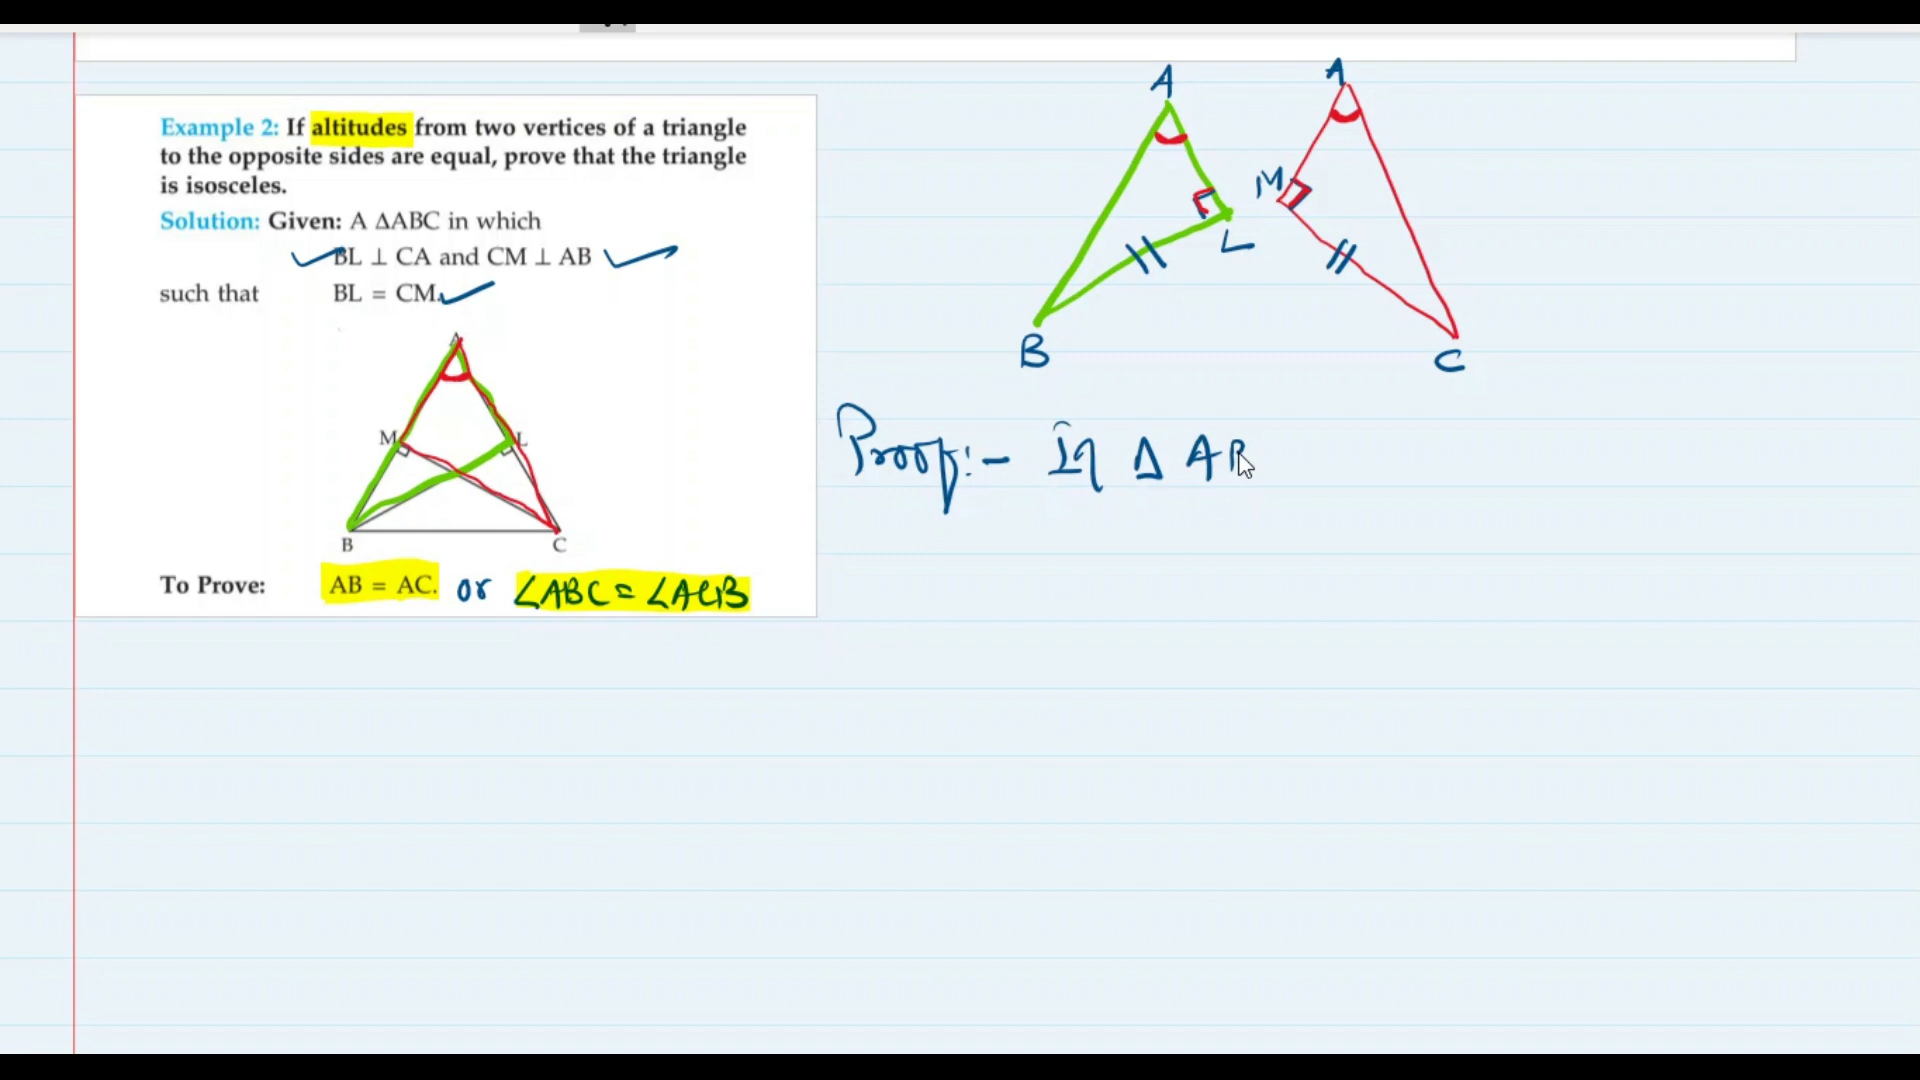 Example 2: If altitudes from two vertices of a triangle
to the opposite sides are equal, prove that the triangle
is isosceles.
Solution: Given: A ΔABC in which
BL ⊥ CA and CM ⊥ AB
such that BL = CM.
A
M L
B C
To Prove: AB = AC. or ∠ABC = ∠ACB
A A
M
L
B C
Proof:- In Δ AB